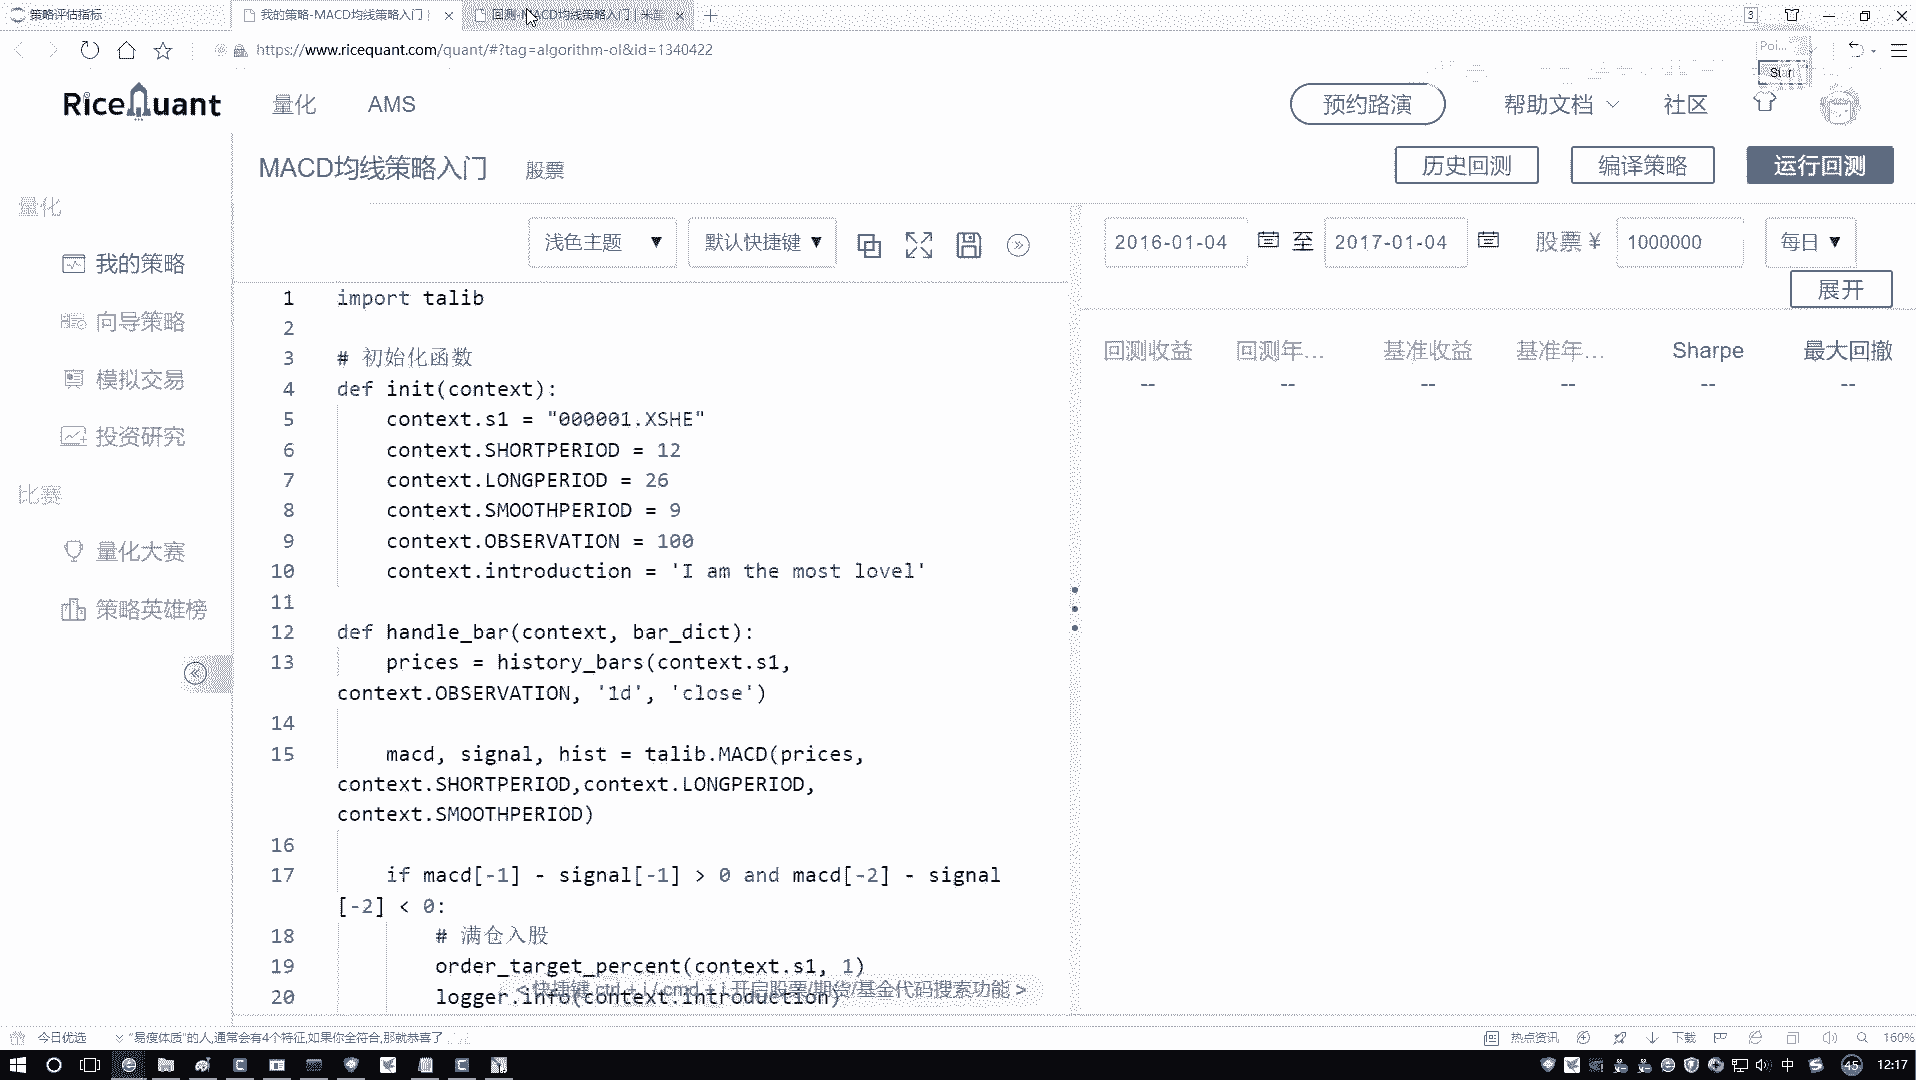 策略评估指标
我的策略-MACD均线策略入门
回测-MACD均线策略入门 | 米筐
3
https://www.ricequant.com/quant/#?tag=algorithm-ol&id=1340422
Poi...
RiceQuant
量化
AMS
预约路演
帮助文档
社区
MACD均线策略入门
股票
历史回测
编译策略
运行回测
量化
我的策略
向导策略
模拟交易
投资研究
比赛
量化大赛
策略英雄榜
浅色主题 ▼
默认快捷键 ▼
2016-01-04 至 2017-01-04 股票 ¥ 1000000 每日 ▼
展开
回测收益 回测年... 基准收益 基准年... Sharpe 最大回撤
-- -- -- -- -- --
1 import talib
2
3 # 初始化函数
4 def init(context):
5 context.s1 = "000001.XSHE"
6 context.SHORTPERIOD = 12
7 context.LONGPERIOD = 26
8 context.SMOOTHPERIOD = 9
9 context.OBSERVATION = 100
10 context.introduction = 'I am the most lovel'
11
12 def handle_bar(context, bar_dict):
13 prices = history_bars(context.s1,
context.OBSERVATION, '1d', 'close')
14
15 macd, signal, hist = talib.MACD(prices,
context.SHORTPERIOD,context.LONGPERIOD,
context.SMOOTHPERIOD)
16
17 if macd[-1] - signal[-1] > 0 and macd[-2] - signal
[-2] < 0:
18 # 满仓入股
19 order_target_percent(context.s1, 1)
20 logger.info(context.introduction)
< 快捷键 ctrl + i / cmd + i 开启股票/期货/基金代码搜索功能 >
今日优选
“易瘦体质”的人,通常会有4个特征,如果你全符合,那就恭喜了
热点资讯
下载
160%
中
45
12:17